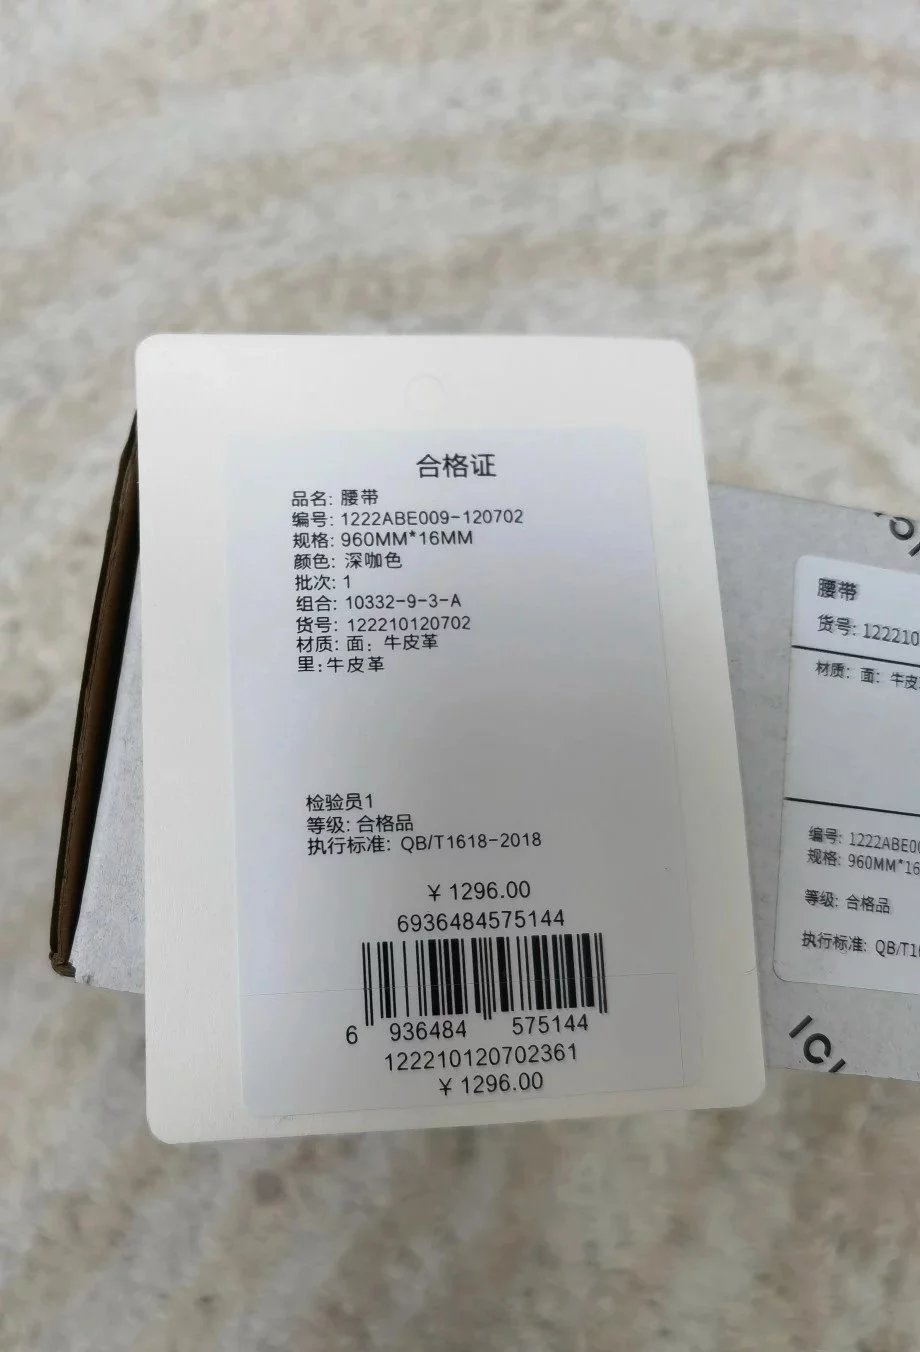 合格证
品名: 腰带
编号: 1222ABE009-120702
规格: 960MM*16MM
颜色: 深咖色
批次: 1
组合: 10332-9-3-A
货号: 122210120702
材质: 面: 牛皮革
里: 牛皮革
检验员1
等级: 合格品
执行标准: QB/T1618-2018
¥ 1296.00
6936484575144
6 936484 575144
122210120702361
¥ 1296.00
腰带
货号: 122210
材质: 面: 牛皮
编号: 1222ABE00
规格: 960MM*16
等级: 合格品
执行标准: QB/T1